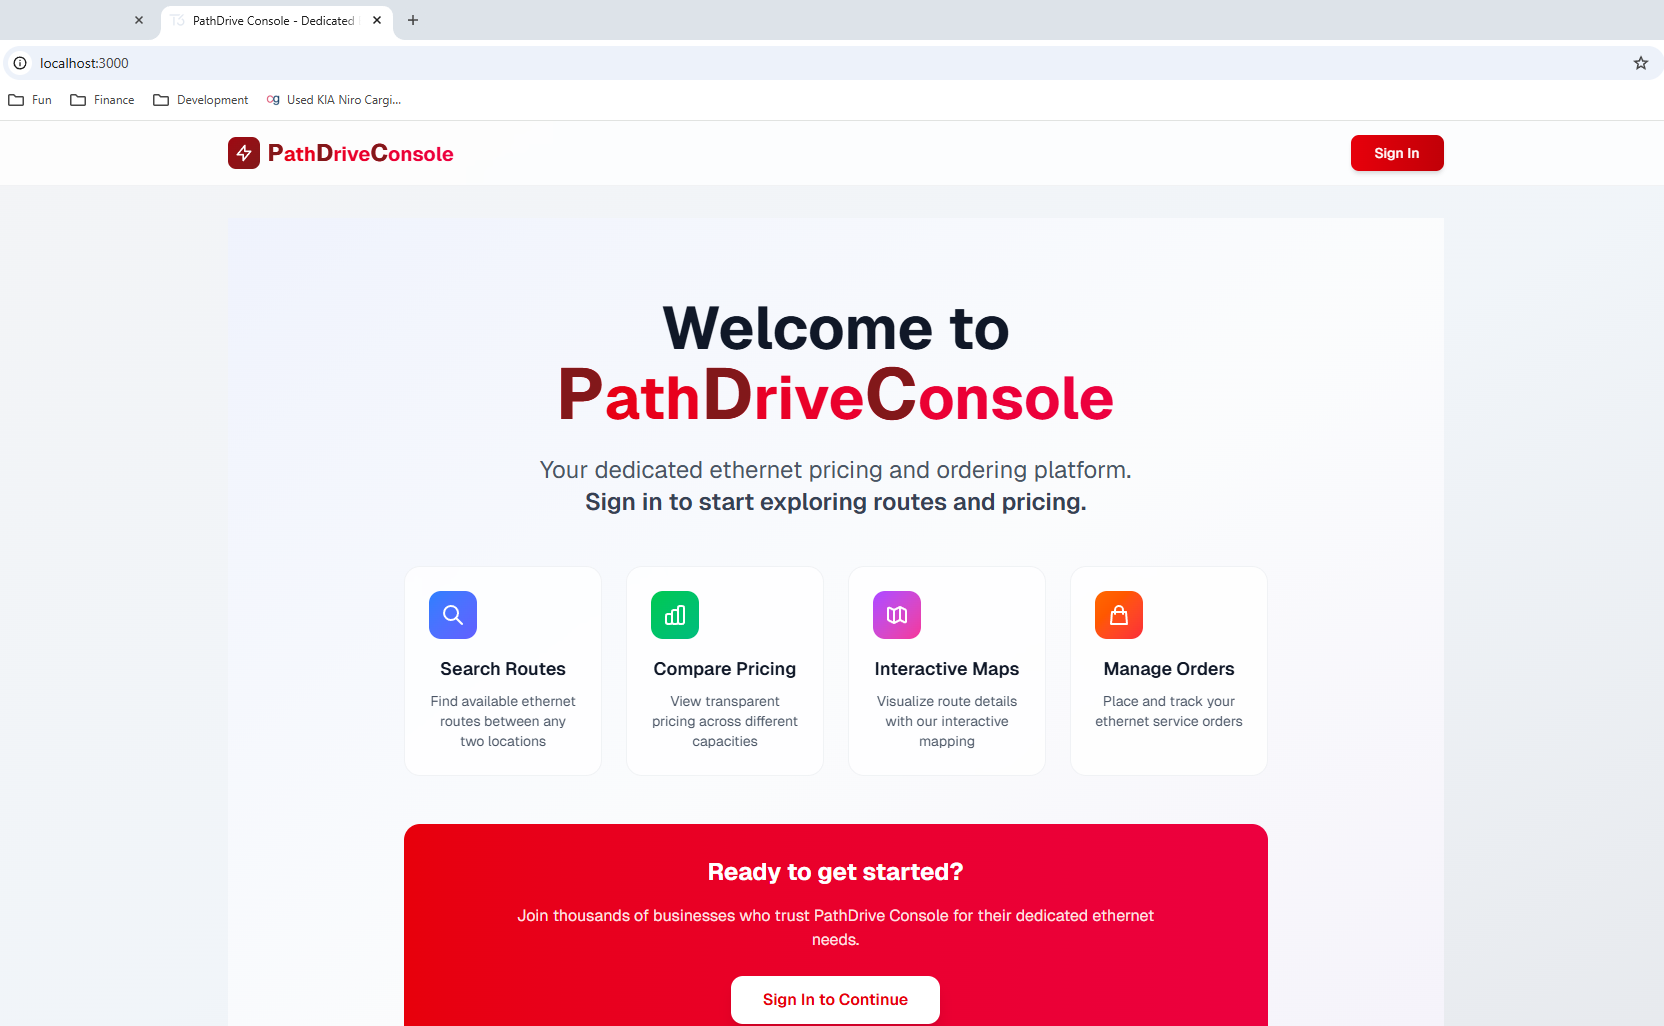 T3 PathDrive Console - Dedicated
localhost:3000
Fun Finance Development Used KIA Niro Cargi...
PathDriveConsole Sign In
Welcome to
PathDriveConsole
Your dedicated ethernet pricing and ordering platform.
Sign in to start exploring routes and pricing.
Search Routes
Find available ethernet
routes between any
two locations
Compare Pricing
View transparent
pricing across different
capacities
Interactive Maps
Visualize route details
with our interactive
mapping
Manage Orders
Place and track your
ethernet service orders
Ready to get started?
Join thousands of businesses who trust PathDrive Console for their dedicated ethernet
needs.
Sign In to Continue